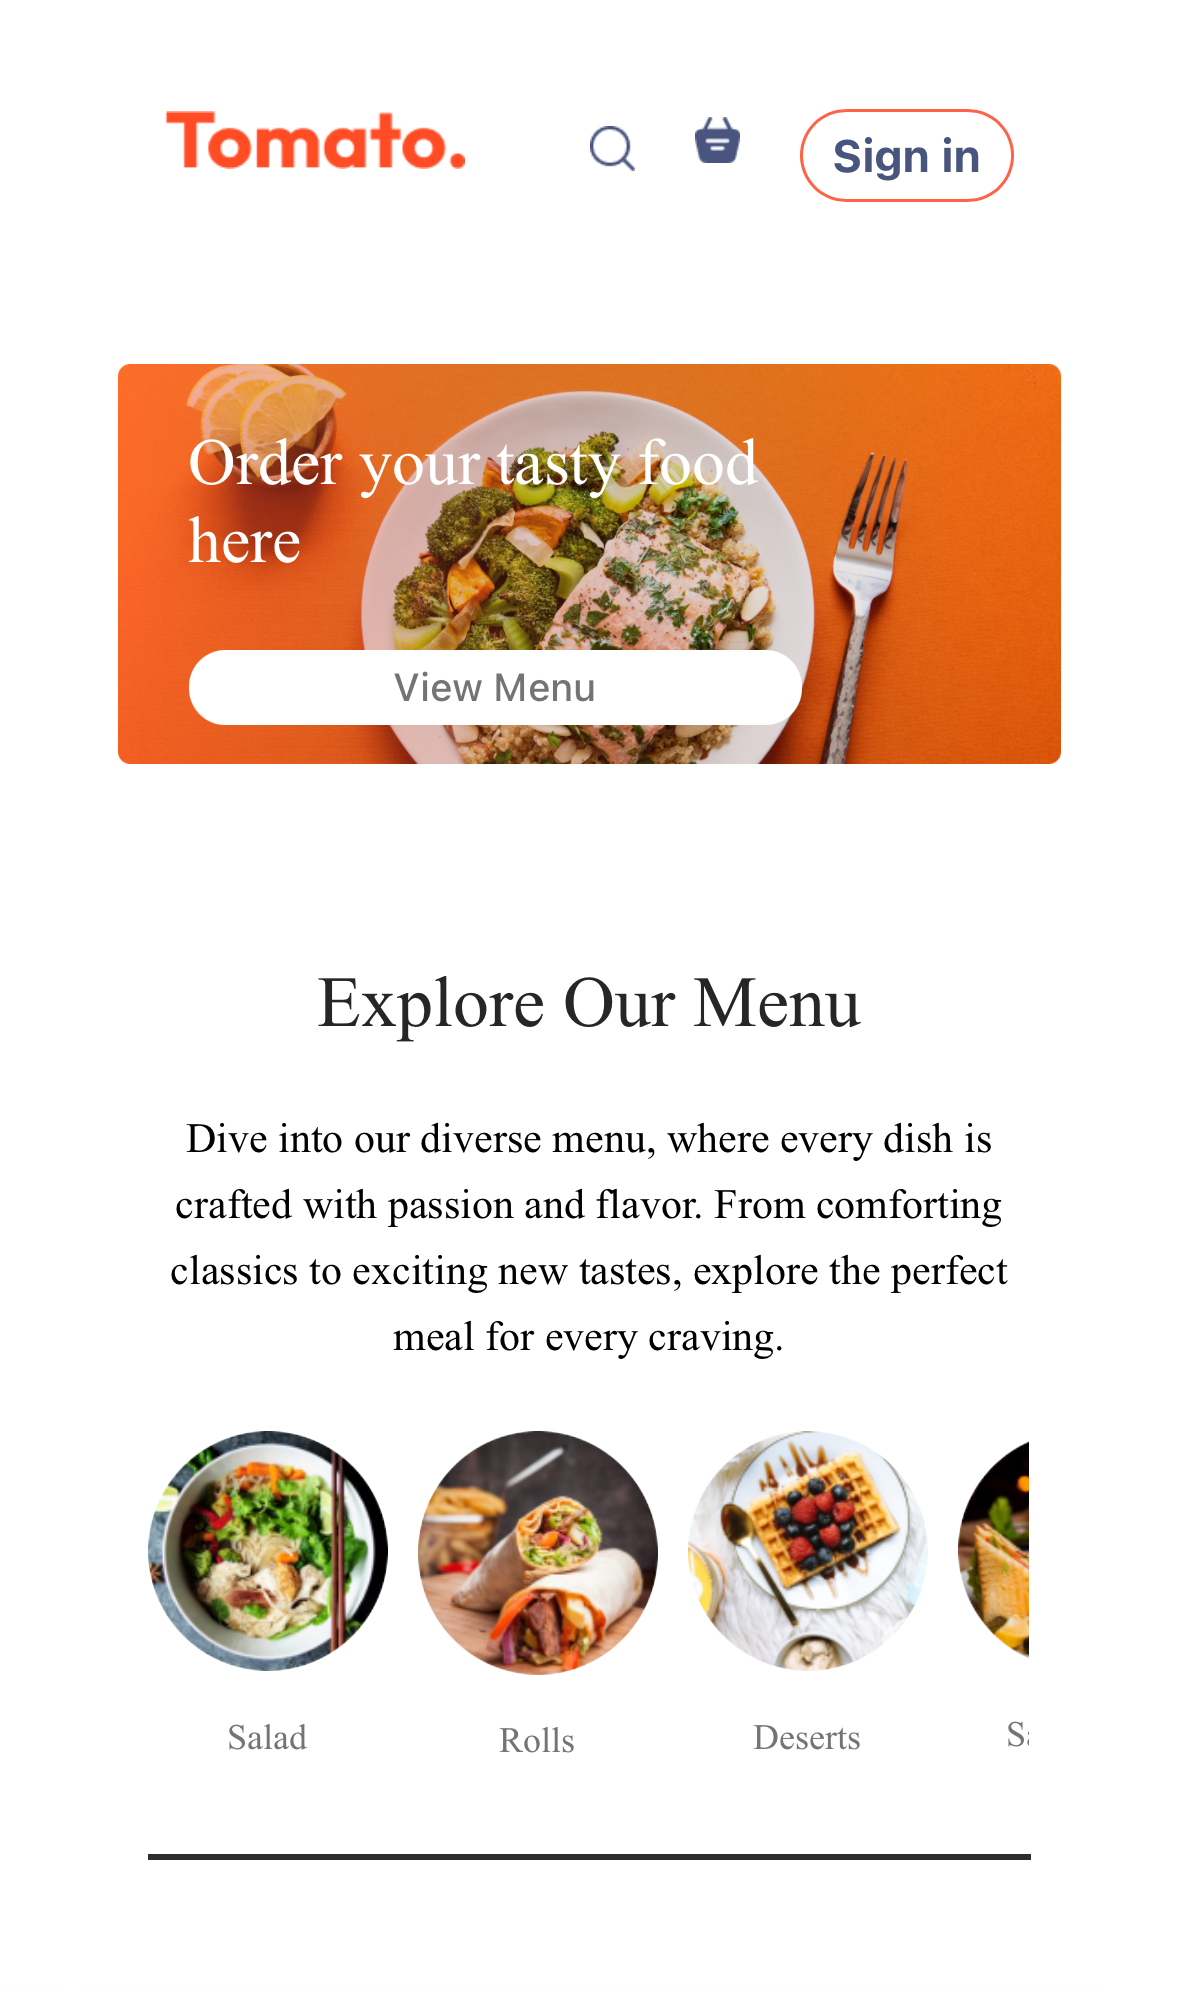 Tomato.
Sign in
Order your tasty food
here
View Menu
Explore Our Menu
Dive into our diverse menu, where every dish is
crafted with passion and flavor. From comforting
classics to exciting new tastes, explore the perfect
meal for every craving.
Salad
Rolls
Deserts